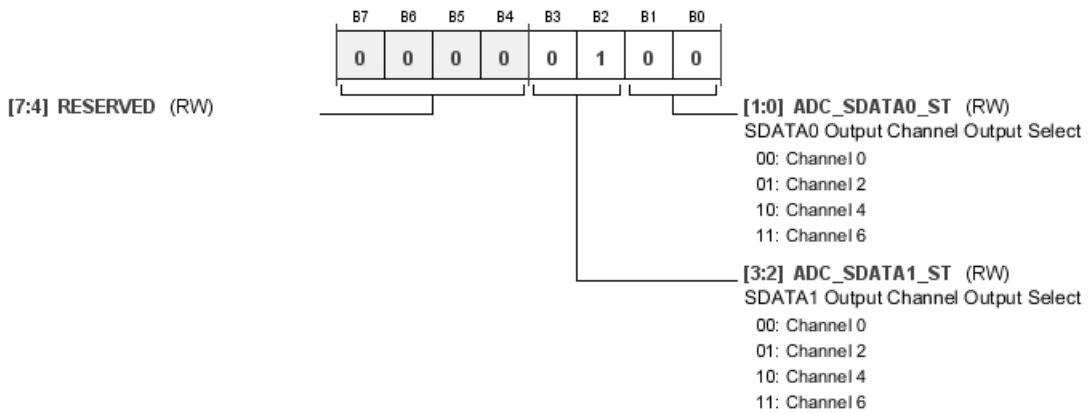 B7 B6 B5 B4 B3 B2 B1 B0
0 0 0 0 0 1 0 0
[7:4] RESERVED (RW)
[1:0] ADC_SDATA0_ST (RW)
SDATA0 Output Channel Output Select
00: Channel 0
01: Channel 2
10: Channel 4
11: Channel 6
[3:2] ADC_SDATA1_ST (RW)
SDATA1 Output Channel Output Select
00: Channel 0
01: Channel 2
10: Channel 4
11: Channel 6